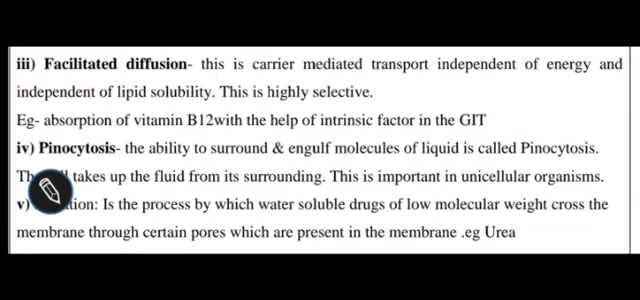 iii) Facilitated diffusion- this is carrier mediated transport independent of energy and
independent of lipid solubility. This is highly selective.
Eg- absorption of vitamin B12with the help of intrinsic factor in the GIT
iv) Pinocytosis- the ability to surround & engulf molecules of liquid is called Pinocytosis.
takes up the fluid from its surrounding. This is important in unicellular organisms.
v) Is the process by which water soluble drugs of low molecular weight cross the
membrane through certain pores which are present in the membrane .eg Urea